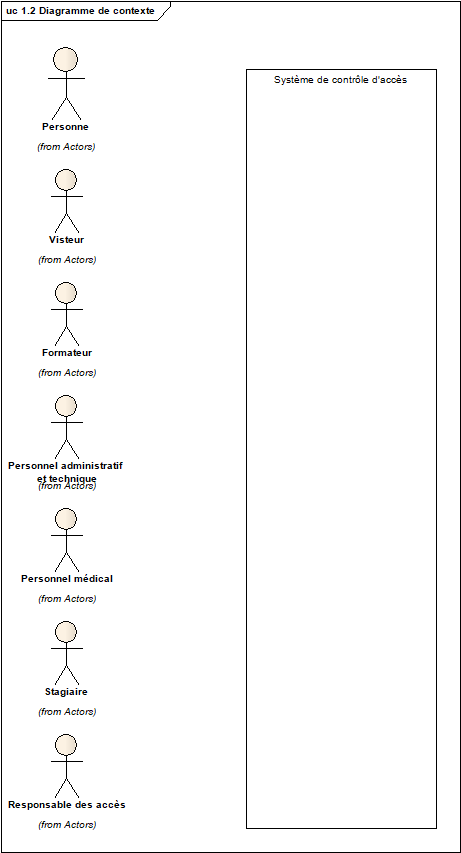 uc 1.2 Diagramme de contexte
Système de contrôle d'accès
Personne
(from Actors)
Visteur
(from Actors)
Formateur
(from Actors)
Personnel administratif
et technique
(from Actors)
Personnel médical
(from Actors)
Stagiaire
(from Actors)
Responsable des accès
(from Actors)